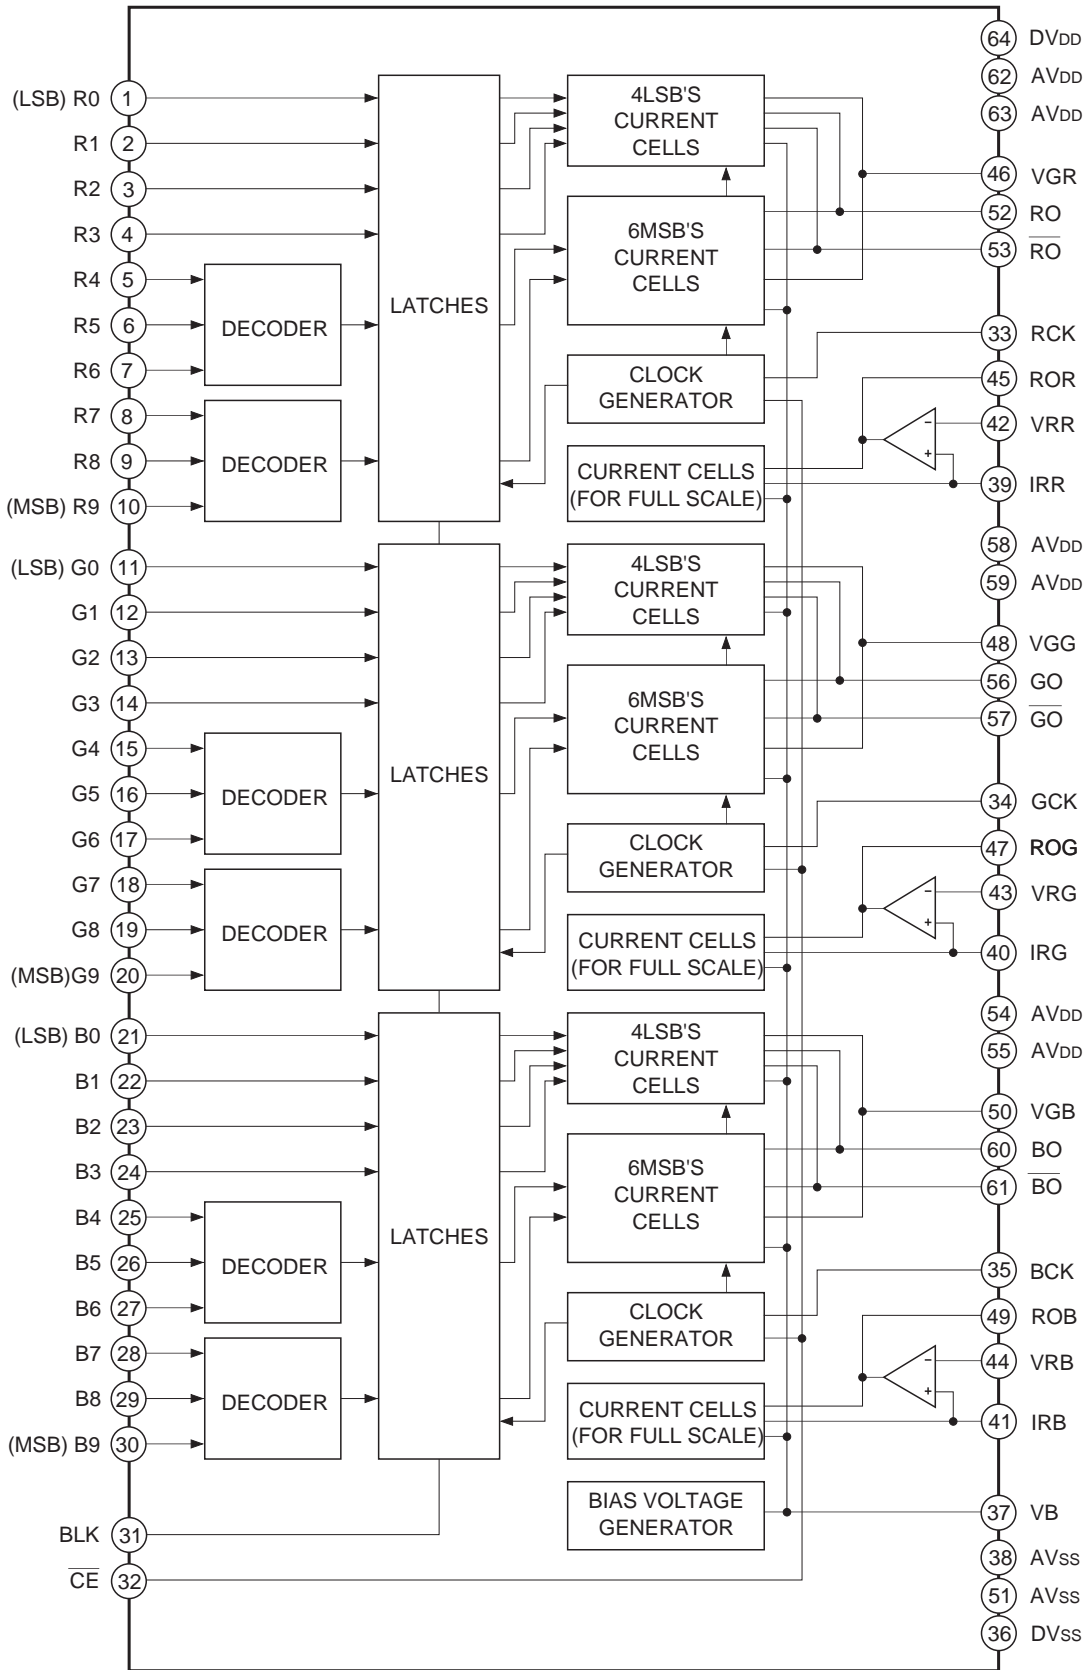 64 DVDD
62 AVDD
(LSB) R0 1 LATCHES 4LSB'S CURRENT CELLS 63 AVDD
R1 2
R2 3 46 VGR
R3 4 6MSB'S CURRENT CELLS 52 RO
R4 5 DECODER 53 R̅O̅
R5 6
R6 7 CLOCK GENERATOR 33 RCK
R7 8 DECODER 45 ROR
R8 9 CURRENT CELLS (FOR FULL SCALE) − 42 VRR
(MSB) R9 10 + 39 IRR
58 AVDD
(LSB) G0 11 LATCHES 4LSB'S CURRENT CELLS 59 AVDD
G1 12
G2 13 48 VGG
G3 14 6MSB'S CURRENT CELLS 56 GO
G4 15 DECODER 57 G̅O̅
G5 16
G6 17 CLOCK GENERATOR 34 GCK
G7 18 DECODER 47 ROG
G8 19 CURRENT CELLS (FOR FULL SCALE) − 43 VRG
(MSB)G9 20 + 40 IRG
54 AVDD
(LSB) B0 21 LATCHES 4LSB'S CURRENT CELLS 55 AVDD
B1 22
B2 23 50 VGB
B3 24 6MSB'S CURRENT CELLS 60 BO
B4 25 DECODER 61 B̅O̅
B5 26
B6 27 CLOCK GENERATOR 35 BCK
B7 28 DECODER 49 ROB
B8 29 CURRENT CELLS (FOR FULL SCALE) − 44 VRB
(MSB) B9 30 + 41 IRB
BLK 31 BIAS VOLTAGE GENERATOR 37 VB
C̅E̅ 32 38 AVSS
51 AVSS
36 DVSS